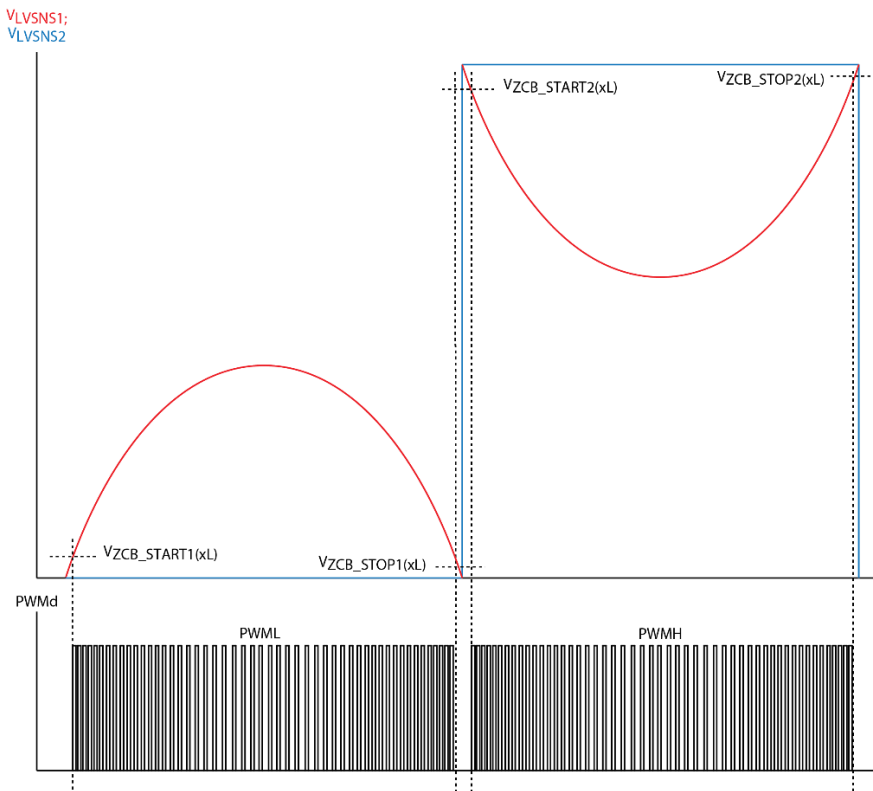 VLVSNS1;
VLVSNS2
VZCB_START2(xL)
VZCB_STOP2(xL)
VZCB_START1(xL)
VZCB_STOP1(xL)
PWMd
PWML
PWMH